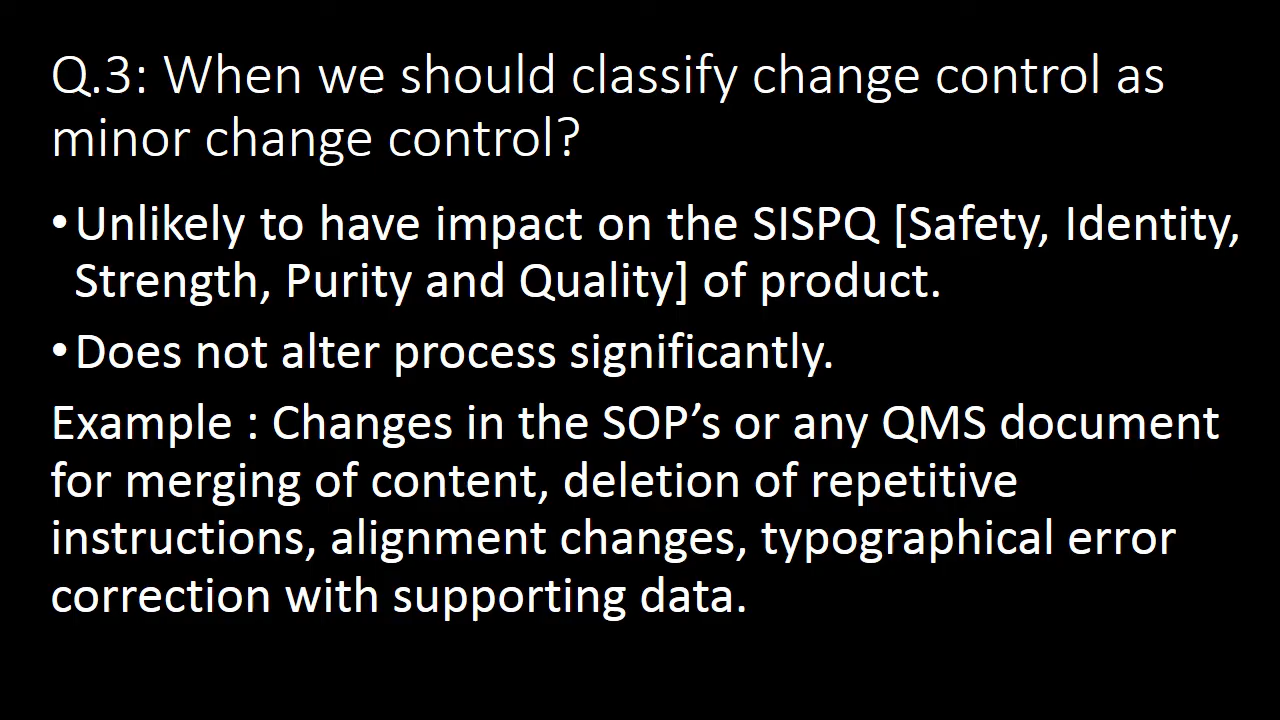 Q.3: When we should classify change control as
minor change control?
•Unlikely to have impact on the SISPQ [Safety, Identity,
Strength, Purity and Quality] of product.
•Does not alter process significantly.
Example : Changes in the SOP’s or any QMS document
for merging of content, deletion of repetitive
instructions, alignment changes, typographical error
correction with supporting data.